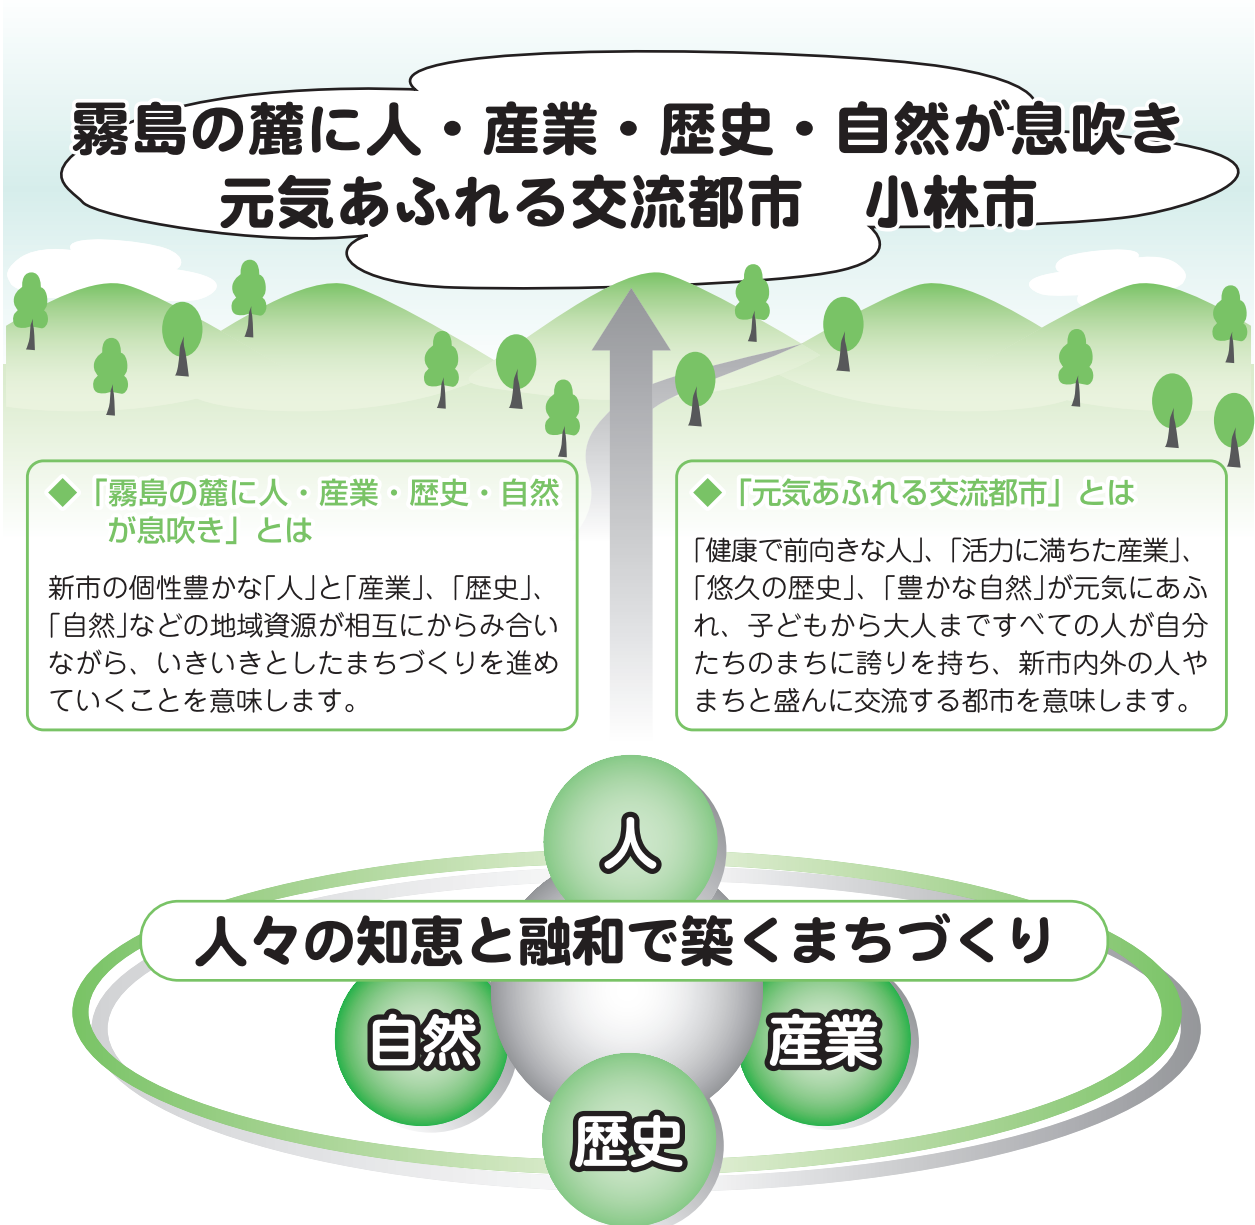 霧島の麓に人・産業・歴史・自然が息吹き
元気あふれる交流都市　小林市
◆「霧島の麓に人・産業・歴史・自然
が息吹き」とは
新市の個性豊かな「人」と「産業」、「歴史」、
「自然」などの地域資源が相互にからみ合い
ながら、いきいきとしたまちづくりを進め
ていくことを意味します。
◆「元気あふれる交流都市」とは
「健康で前向きな人」、「活力に満ちた産業」、
「悠久の歴史」、「豊かな自然」が元気にあふ
れ、子どもから大人まですべての人が自分
たちのまちに誇りを持ち、新市内外の人や
まちと盛んに交流する都市を意味します。
人
人々の知恵と融和で築くまちづくり
自然
産業
歴史